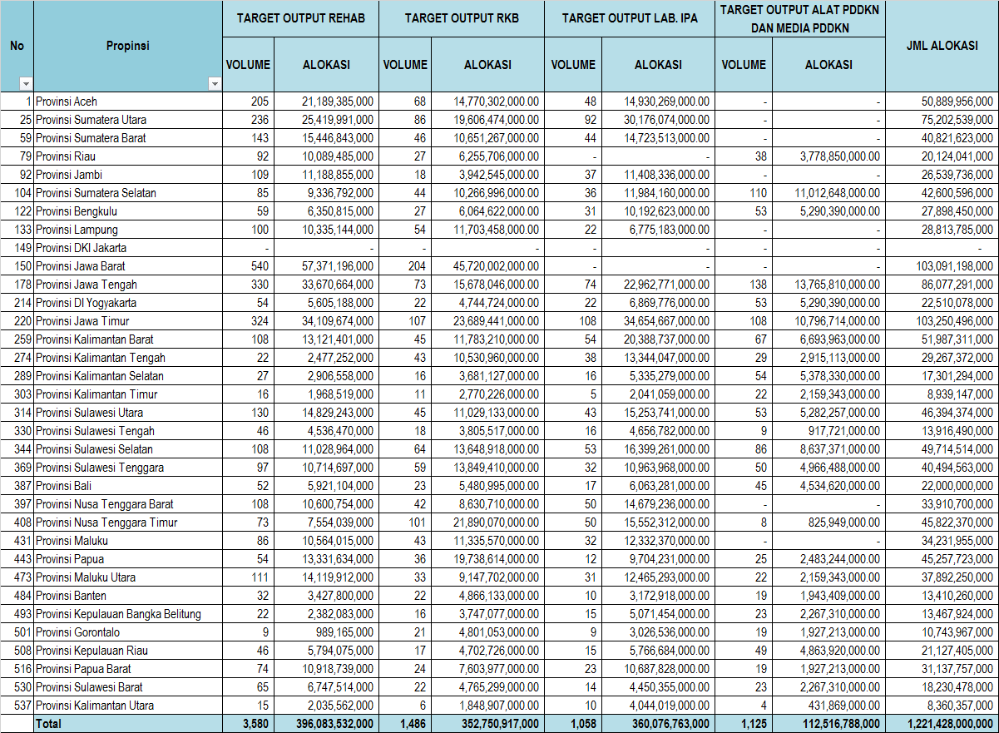 No Propinsi TARGET OUTPUT REHAB TARGET OUTPUT RKB TARGET OUTPUT LAB. IPA TARGET OUTPUT ALAT PDDKN DAN MEDIA PDDKN JML ALOKASI
VOLUME ALOKASI VOLUME ALOKASI VOLUME ALOKASI VOLUME ALOKASI
1 Provinsi Aceh 205 21,189,385,000 68 14,770,302,000.00 48 14,930,269,000.00 - - 50,889,956,000
25 Provinsi Sumatera Utara 236 25,419,991,000 86 19,606,474,000.00 92 30,176,074,000.00 - - 75,202,539,000
59 Provinsi Sumatera Barat 143 15,446,843,000 46 10,651,267,000.00 44 14,723,513,000.00 - - 40,821,623,000
79 Provinsi Riau 92 10,089,485,000 27 6,255,706,000.00 - - 38 3,778,850,000.00 20,124,041,000
92 Provinsi Jambi 109 11,188,855,000 18 3,942,545,000.00 37 11,408,336,000.00 - - 26,539,736,000
104 Provinsi Sumatera Selatan 85 9,336,792,000 44 10,266,996,000.00 36 11,984,160,000.00 110 11,012,648,000.00 42,600,596,000
122 Provinsi Bengkulu 59 6,350,815,000 27 6,064,622,000.00 31 10,192,623,000.00 53 5,290,390,000.00 27,898,450,000
133 Provinsi Lampung 100 10,335,144,000 54 11,703,458,000.00 22 6,775,183,000.00 - - 28,813,785,000
149 Provinsi DKI Jakarta - - - - - - - - -
150 Provinsi Jawa Barat 540 57,371,196,000 204 45,720,002,000.00 - - - - 103,091,198,000
178 Provinsi Jawa Tengah 330 33,670,664,000 73 15,678,046,000.00 74 22,962,771,000.00 138 13,765,810,000.00 86,077,291,000
214 Provinsi DI Yogyakarta 54 5,605,188,000 22 4,744,724,000.00 22 6,869,776,000.00 53 5,290,390,000.00 22,510,078,000
220 Provinsi Jawa Timur 324 34,109,674,000 107 23,689,441,000.00 108 34,654,667,000.00 108 10,796,714,000.00 103,250,496,000
259 Provinsi Kalimantan Barat 108 13,121,401,000 45 11,783,210,000.00 54 20,388,737,000.00 67 6,693,963,000.00 51,987,311,000
274 Provinsi Kalimantan Tengah 22 2,477,252,000 43 10,530,960,000.00 38 13,344,047,000.00 29 2,915,113,000.00 29,267,372,000
289 Provinsi Kalimantan Selatan 27 2,906,558,000 16 3,681,127,000.00 16 5,335,279,000.00 54 5,378,330,000.00 17,301,294,000
303 Provinsi Kalimantan Timur 16 1,968,519,000 11 2,770,226,000.00 5 2,041,059,000.00 22 2,159,343,000.00 8,939,147,000
314 Provinsi Sulawesi Utara 130 14,829,243,000 45 11,029,133,000.00 43 15,253,741,000.00 53 5,282,257,000.00 46,394,374,000
330 Provinsi Sulawesi Tengah 46 4,536,470,000 18 3,805,517,000.00 16 4,656,782,000.00 9 917,721,000.00 13,916,490,000
344 Provinsi Sulawesi Selatan 108 11,028,964,000 64 13,648,918,000.00 53 16,399,261,000.00 86 8,637,371,000.00 49,714,514,000
369 Provinsi Sulawesi Tenggara 97 10,714,697,000 59 13,849,410,000.00 32 10,963,968,000.00 50 4,966,488,000.00 40,494,563,000
387 Provinsi Bali 52 5,921,104,000 23 5,480,995,000.00 17 6,063,281,000.00 45 4,534,620,000.00 22,000,000,000
397 Provinsi Nusa Tenggara Barat 108 10,600,754,000 42 8,630,710,000.00 50 14,679,236,000.00 - - 33,910,700,000
408 Provinsi Nusa Tenggara Timur 73 7,554,039,000 101 21,890,070,000.00 50 15,552,312,000.00 8 825,949,000.00 45,822,370,000
431 Provinsi Maluku 86 10,564,015,000 43 11,335,570,000.00 32 12,332,370,000.00 - - 34,231,955,000
443 Provinsi Papua 54 13,331,634,000 36 19,738,614,000.00 12 9,704,231,000.00 25 2,483,244,000.00 45,257,723,000
473 Provinsi Maluku Utara 111 14,119,912,000 33 9,147,702,000.00 31 12,465,293,000.00 22 2,159,343,000.00 37,892,250,000
484 Provinsi Banten 32 3,427,800,000 22 4,866,133,000.00 10 3,172,918,000.00 19 1,943,409,000.00 13,410,260,000
493 Provinsi Kepulauan Bangka Belitung 22 2,382,083,000 16 3,747,077,000.00 15 5,071,454,000.00 23 2,267,310,000.00 13,467,924,000
501 Provinsi Gorontalo 9 989,165,000 21 4,801,053,000.00 9 3,026,536,000.00 19 1,927,213,000.00 10,743,967,000
508 Provinsi Kepulauan Riau 46 5,794,075,000 17 4,702,726,000.00 15 5,766,684,000.00 49 4,863,920,000.00 21,127,405,000
516 Provinsi Papua Barat 74 10,918,739,000 24 7,603,977,000.00 23 10,687,828,000.00 19 1,927,213,000.00 31,137,757,000
530 Provinsi Sulawesi Barat 65 6,747,514,000 22 4,765,299,000.00 14 4,450,355,000.00 23 2,267,310,000.00 18,230,478,000
537 Provinsi Kalimantan Utara 15 2,035,562,000 6 1,848,907,000.00 10 4,044,019,000.00 4 431,869,000.00 8,360,357,000
Total 3,580 396,083,532,000 1,486 352,750,917,000 1,058 360,076,763,000 1,125 112,516,788,000 1,221,428,000,000